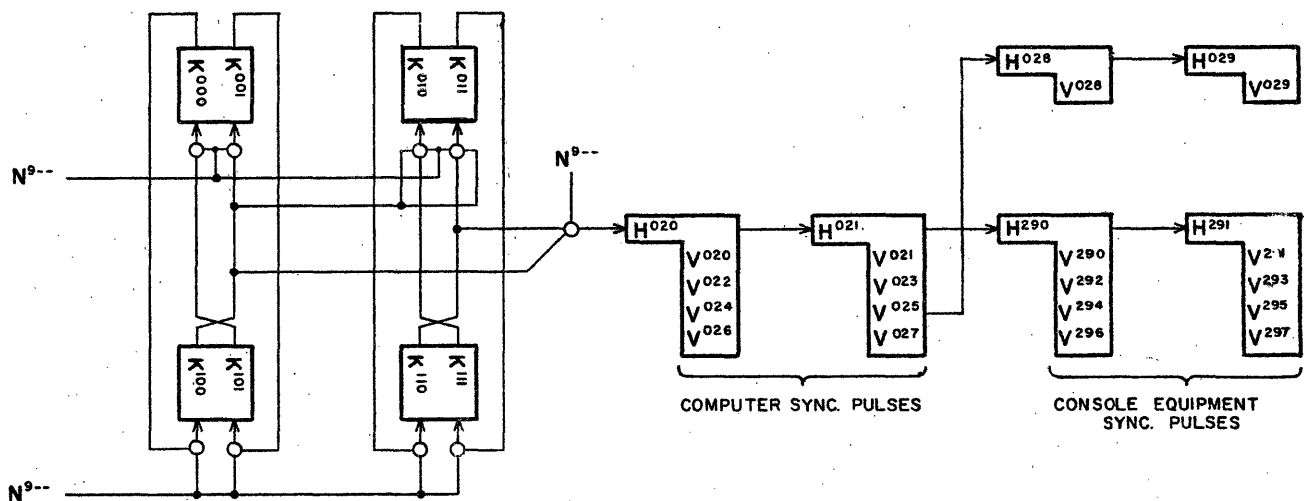 K000 K001
K010 K011
H028
V028
H029
V029
N9--
N9--
H020
V020
V022
V024
V026
H021
V021
V023
V025
V027
H290
V290
V292
V294
V296
H291
V293
V295
V297
K100 K101
K110 K111
COMPUTER SYNC. PULSES
CONSOLE EQUIPMENT
SYNC. PULSES
N9--